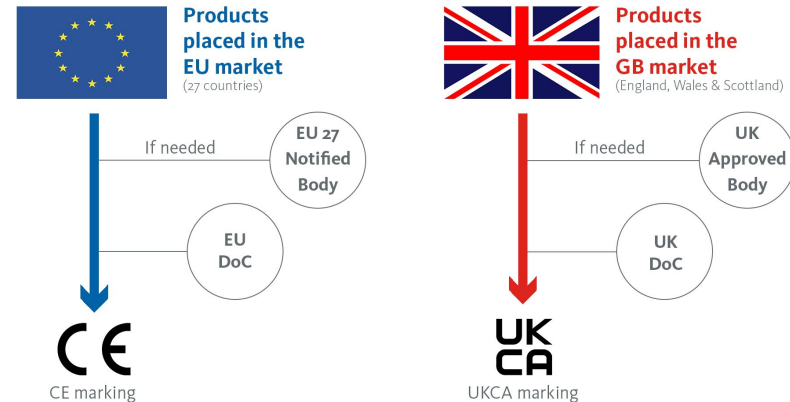 Products
placed in the
EU market
(27 countries)
If needed
EU 27
Notified
Body
EU
DoC
CE
CE marking
Products
placed in the
GB market
(England, Wales & Scottland)
If needed
UK
Approved
Body
UK
DoC
UK
CA
UKCA marking